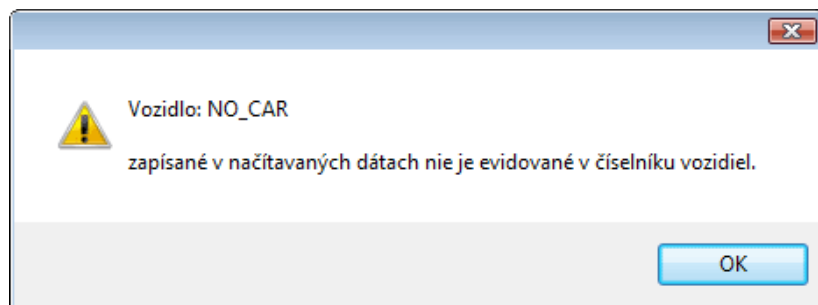 Vozidlo: NO_CAR
zapísané v načítavaných dátach nie je evidované v číselníku vozidiel.
OK